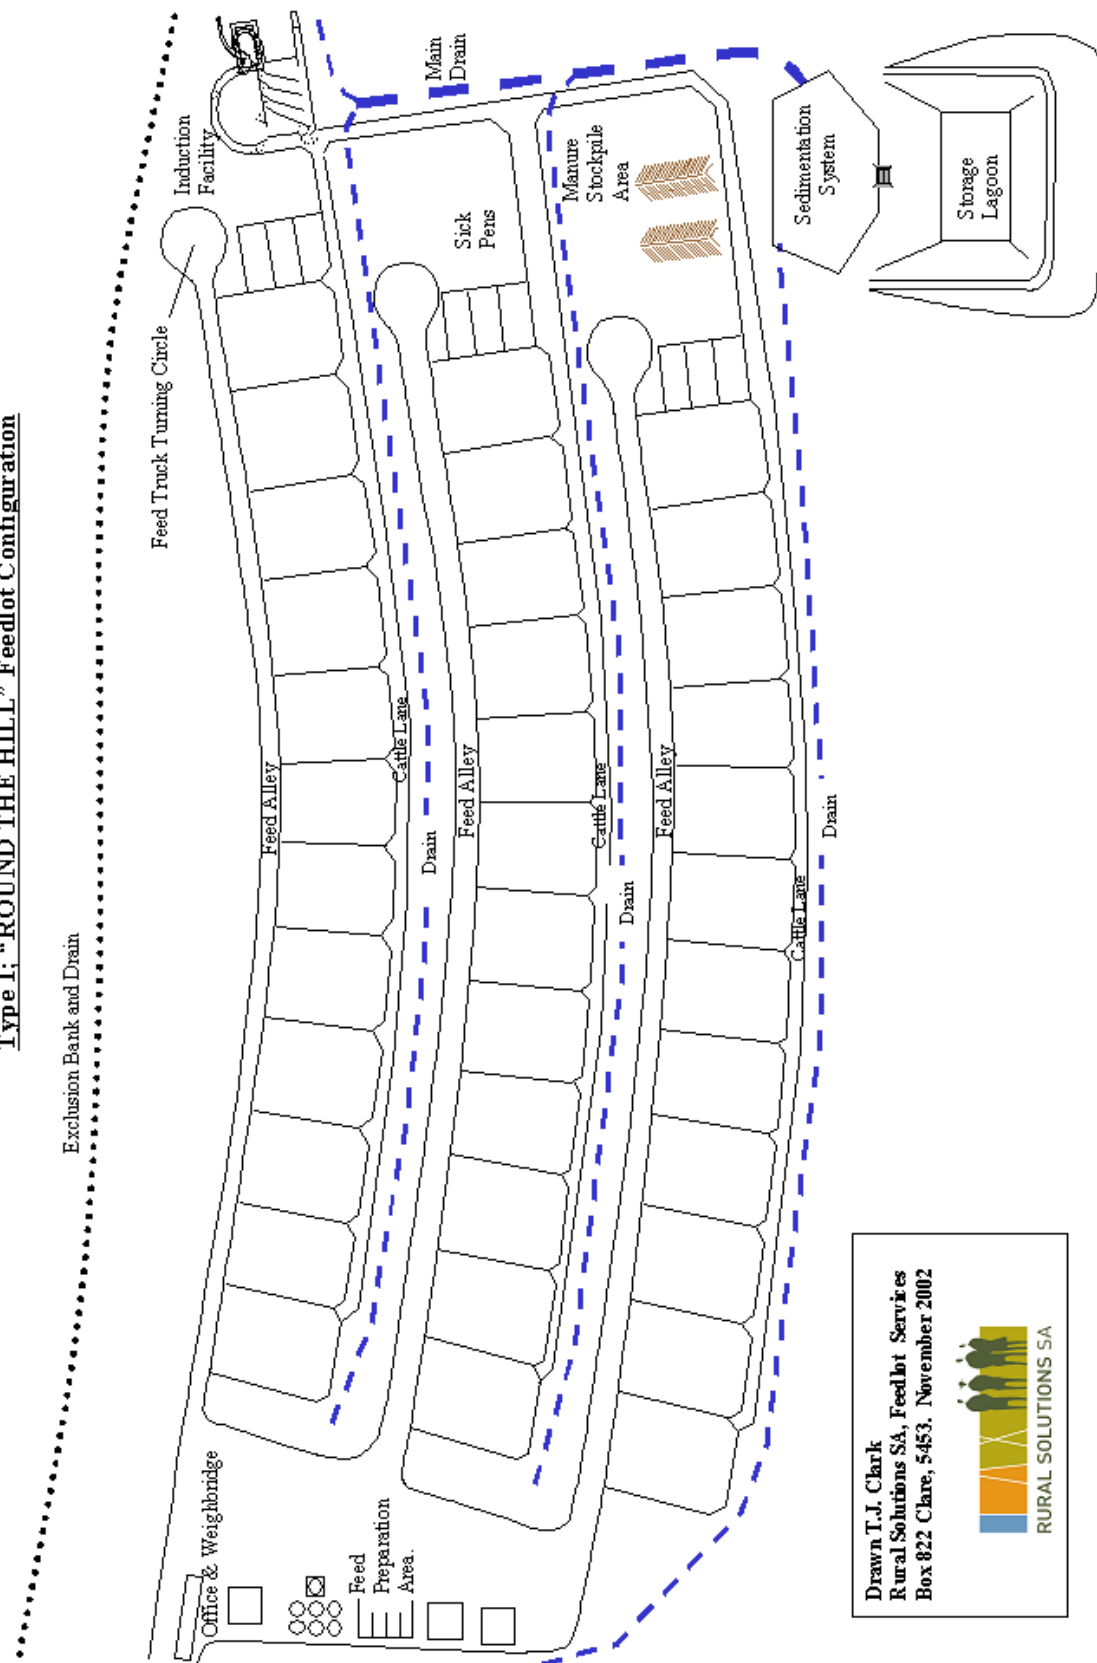 Type 1; "ROUND THE HILL" Feedlot Configuration
Exclusion Bank and Drain
Feed Truck Turning Circle
Induction
Facility
Main
Drain
Sick
Pens
Manure
Stockpile
Area
Sedimentation
System
Storage
Lagoon
Feed Alley
Cattle Lane
Drain
Feed Alley
Cattle Lane
Drain
Feed Alley
Cattle Lane
Drain
Office & Weighbridge
Feed
Preparation
Area.
Drawn T.J. Clark
Rural Solutions SA, Feedlot Services
Box 822 Clare, 5453. November 2002
RURAL SOLUTIONS SA